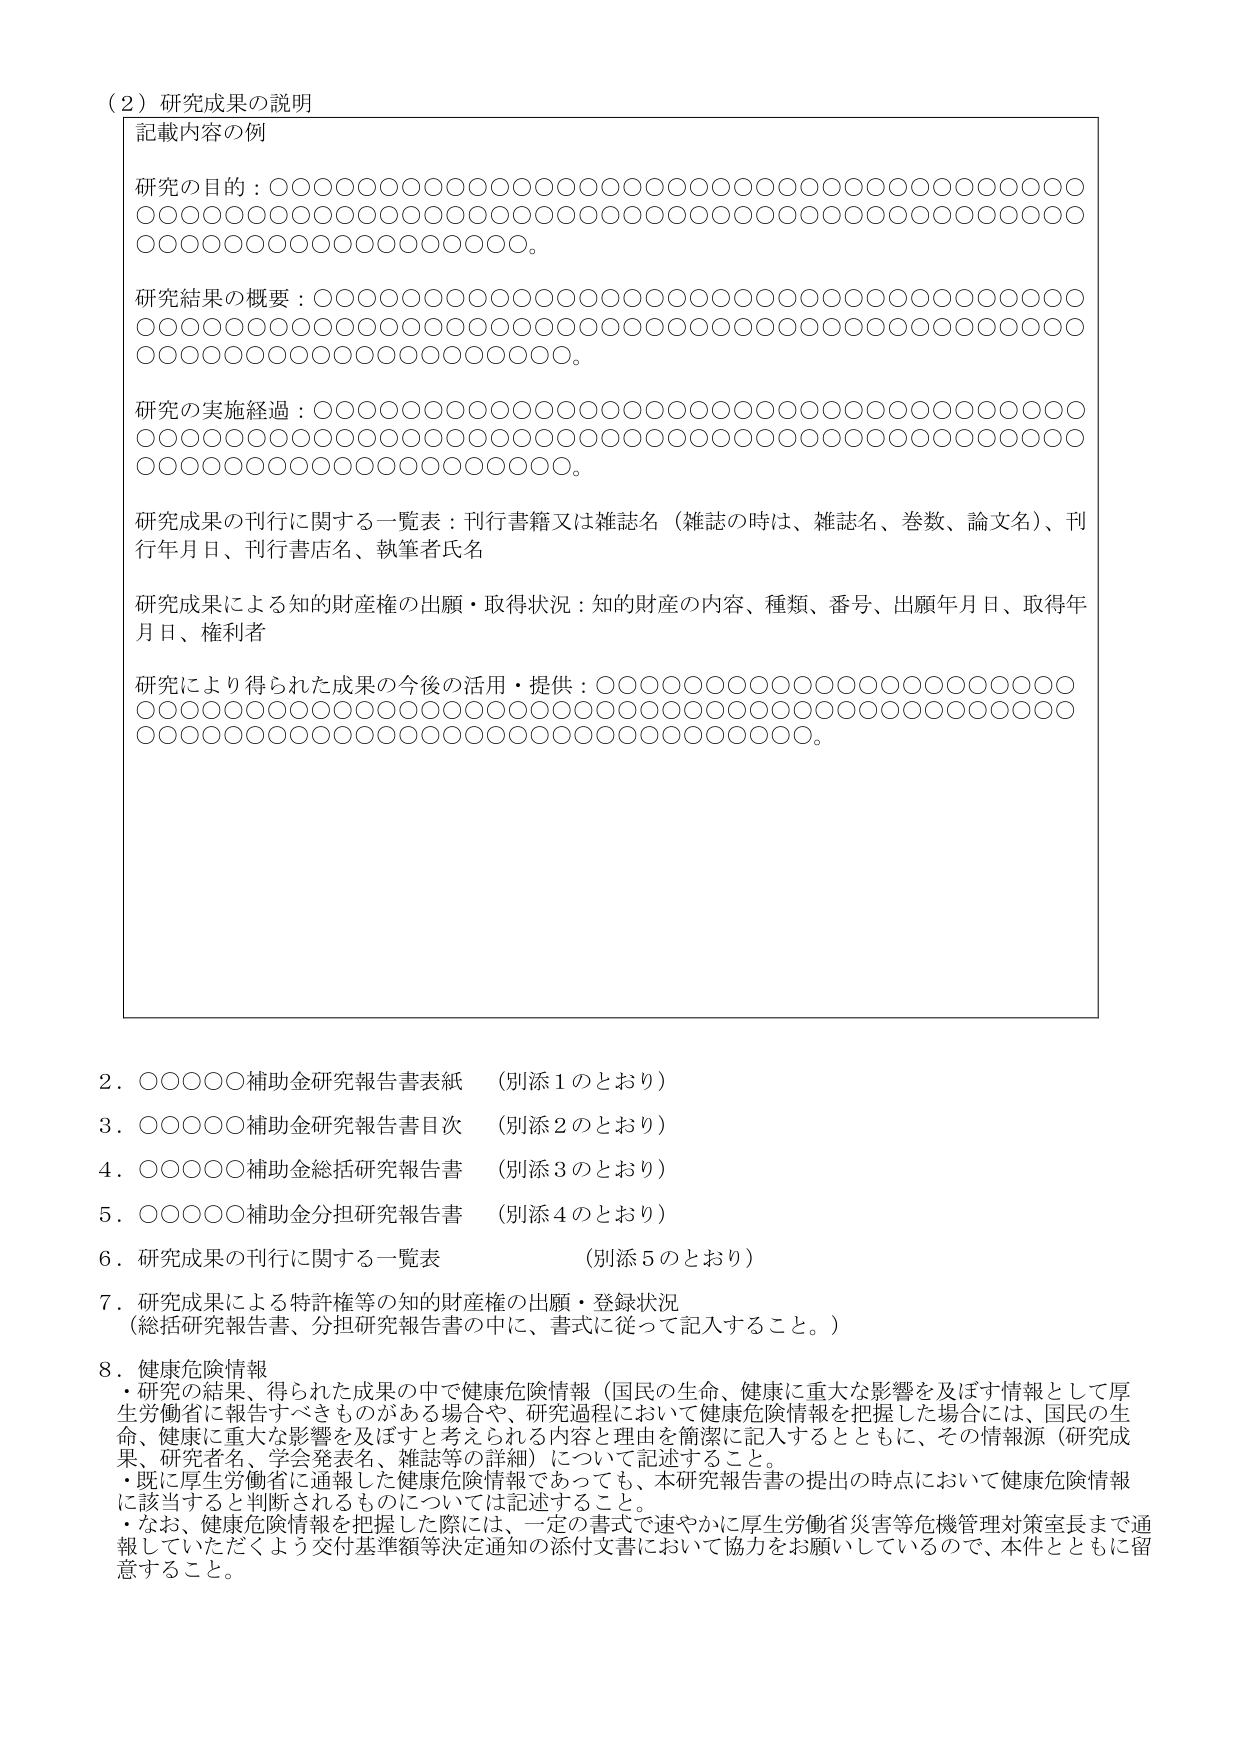 （２）研究成果の説明
記載内容の例
研究の目的：○○○○○○○○○○○○○○○○○○○○○○○○○○○○○○○○○○○○○
○○○○○○○○○○○○○○○○○○○○○○○○○○○○○○○○○○○○○○○○○○○
○○○○○○○○○○○○○○○○○○。
研究結果の概要：○○○○○○○○○○○○○○○○○○○○○○○○○○○○○○○○○○○
○○○○○○○○○○○○○○○○○○○○○○○○○○○○○○○○○○○○○○○○○○○
○○○○○○○○○○○○○○○○○○○○。
研究の実施経過：○○○○○○○○○○○○○○○○○○○○○○○○○○○○○○○○○○○
○○○○○○○○○○○○○○○○○○○○○○○○○○○○○○○○○○○○○○○○○○○
○○○○○○○○○○○○○○○○○○○○。
研究成果の刊行に関する一覧表：刊行書籍又は雑誌名（雑誌の時は、雑誌名、巻数、論文名）、刊
行年月日、刊行書店名、執筆者氏名
研究成果による知的財産権の出願・取得状況：知的財産の内容、種類、番号、出願年月日、取得年
月日、権利者
研究により得られた成果の今後の活用・提供：○○○○○○○○○○○○○○○○○○○○○○
○○○○○○○○○○○○○○○○○○○○○○○○○○○○○○○○○○○○○○○○○○○
○○○○○○○○○○○○○○○○○○○○○○○○○○○○○○○。
２．○○○○○補助金研究報告書表紙　（別添１のとおり）
３．○○○○○補助金研究報告書目次　（別添２のとおり）
４．○○○○○補助金総括研究報告書　（別添３のとおり）
５．○○○○○補助金分担研究報告書　（別添４のとおり）
６．研究成果の刊行に関する一覧表　　　　　　（別添５のとおり）
７．研究成果による特許権等の知的財産権の出願・登録状況
（総括研究報告書、分担研究報告書の中に、書式に従って記入すること。）
８．健康危険情報
・研究の結果、得られた成果の中で健康危険情報（国民の生命、健康に重大な影響を及ぼす情報として厚
生労働省に報告すべきものがある場合や、研究過程において健康危険情報を把握した場合には、国民の生
命、健康に重大な影響を及ぼすと考えられる内容と理由を簡潔に記入するとともに、その情報源（研究成
果、研究者名、学会発表名、雑誌等の詳細）について記述すること。
・既に厚生労働省に通報した健康危険情報であっても、本研究報告書の提出の時点において健康危険情報
に該当すると判断されるものについては記述すること。
・なお、健康危険情報を把握した際には、一定の書式で速やかに厚生労働省災害等危機管理対策室長まで通
報していただくよう交付基準額等決定通知の添付文書において協力をお願いしているので、本件とともに留
意すること。